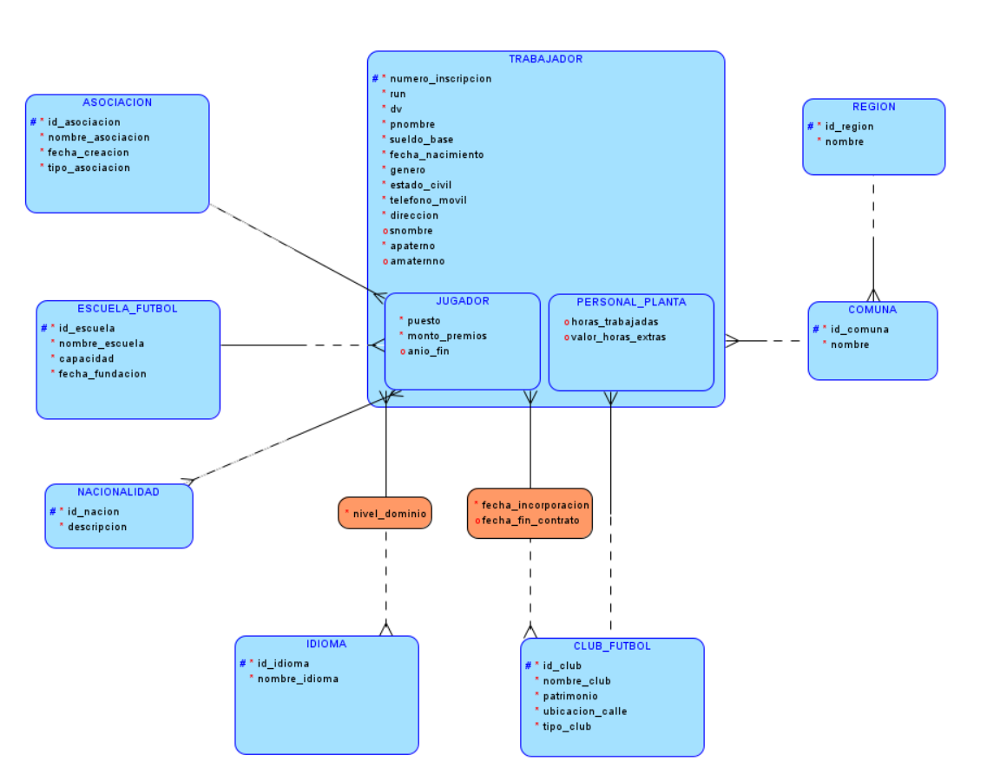 TRABAJADOR
# * numero_inscripcion
* run
* dv
* pnombre
* sueldo_base
* fecha_nacimiento
* genero
* estado_civil
* telefono_movil
* direccion
o snombre
* apaterno
o amaternno
ASOCIACION
# * id_asociacion
* nombre_asociacion
* fecha_creacion
* tipo_asociacion
REGION
# * id_region
* nombre
JUGADOR
* puesto
* monto_premios
o anio_fin
PERSONAL_PLANTA
o horas_trabajadas
o valor_horas_extras
ESCUELA_FUTBOL
# * id_escuela
* nombre_escuela
* capacidad
* fecha_fundacion
COMUNA
# * id_comuna
* nombre
NACIONALIDAD
# * id_nacion
* descripcion
* nivel_dominio
* fecha_incorporacion
o fecha_fin_contrato
IDIOMA
# * id_idioma
* nombre_idioma
CLUB_FUTBOL
# * id_club
* nombre_club
* patrimonio
* ubicacion_calle
* tipo_club